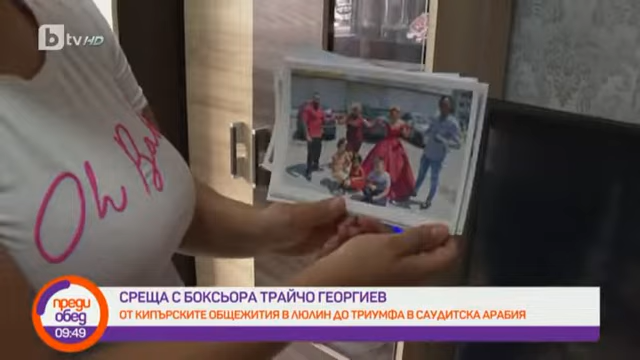 btv HD
Oh Ba
СРЕЩА С БОКСЬОРА ТРАЙЧО ГЕОРГИЕВ
преди
обед
ОТ КИПЪРСКИТЕ ОБЩЕЖИТИЯ В ЛЮЛИН ДО ТРИУМФА В САУДИТСКА АРАБИЯ
09:49